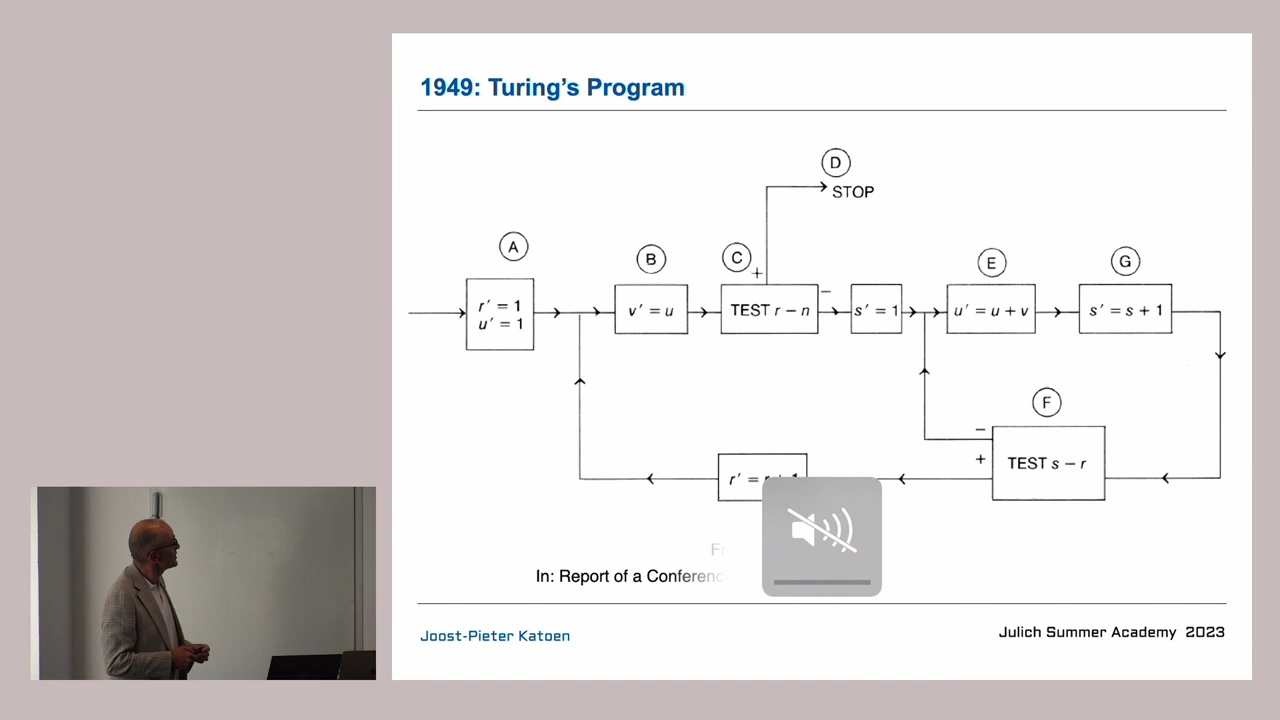 1949: Turing's Program
D
STOP
A
B
C
+
−
E
G
r′ = 1
u′ = 1
v′ = u
TEST r − n
s′ = 1
u′ = u + v
s′ = s + 1
F
−
+
TEST s − r
r′ = r + 1
In: Report of a Conferenc
Joost-Pieter Katoen
Julich Summer Academy 2023